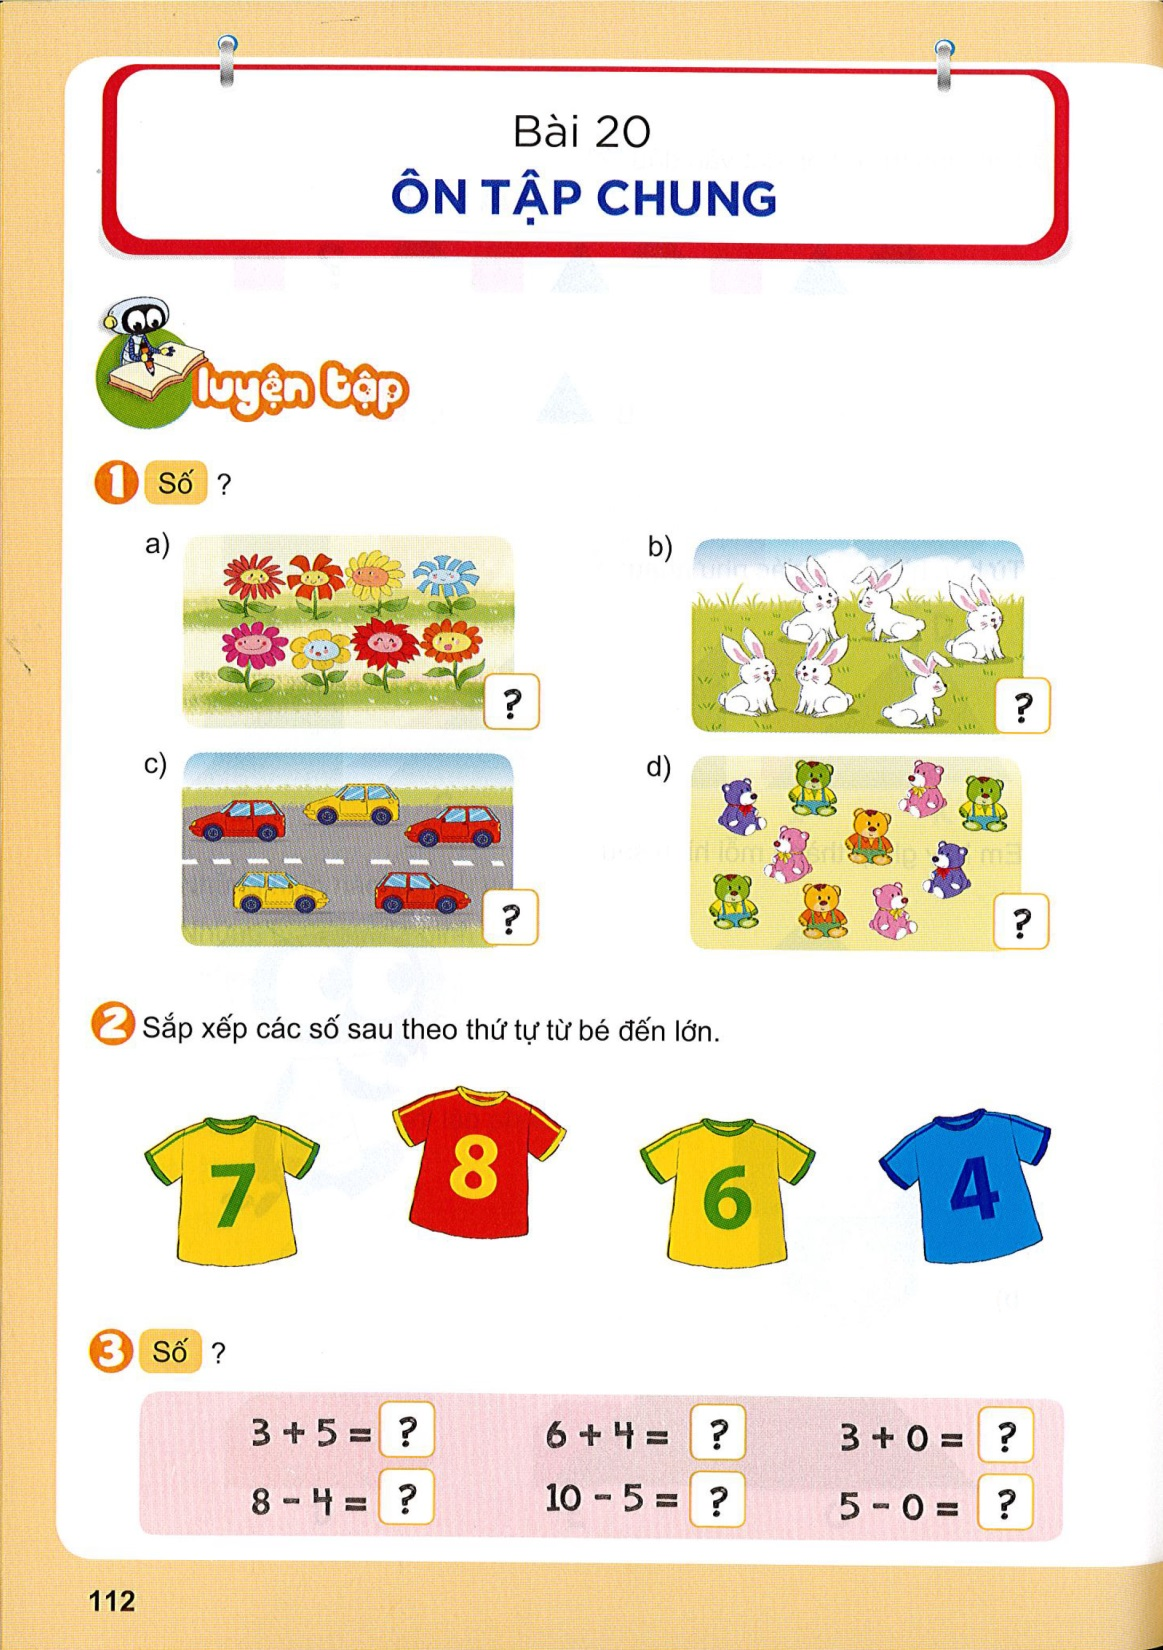 Bài 20
ÔN TẬP CHUNG
luyện tập
1 Số ?
a)
b)
?
?
c)
d)
?
?
2 Sắp xếp các số sau theo thứ tự từ bé đến lớn.
7 8 6 4
3 Số ?
3 + 5 = ? 6 + 4 = ? 3 + 0 = ?
8 - 4 = ? 10 - 5 = ? 5 - 0 = ?
112